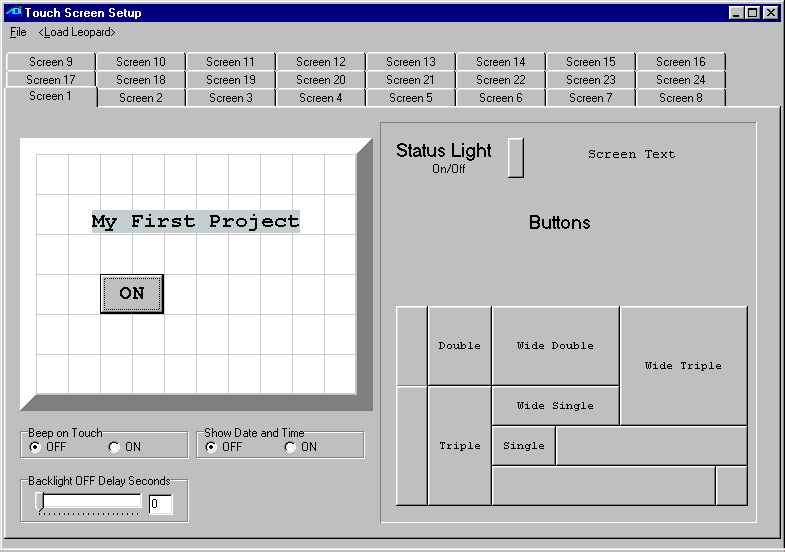 Touch Screen Setup
File <Load Leopard>
Screen 9 Screen 10 Screen 11 Screen 12 Screen 13 Screen 14 Screen 15 Screen 16
Screen 17 Screen 18 Screen 19 Screen 20 Screen 21 Screen 22 Screen 23 Screen 24
Screen 1 Screen 2 Screen 3 Screen 4 Screen 5 Screen 6 Screen 7 Screen 8
My First Project
ON
Beep on Touch
OFF ON
Show Date and Time
OFF ON
Backlight OFF Delay Seconds
0
Status Light
On/Off
Screen Text
Buttons
Double
Wide Double
Wide Triple
Wide Single
Triple
Single